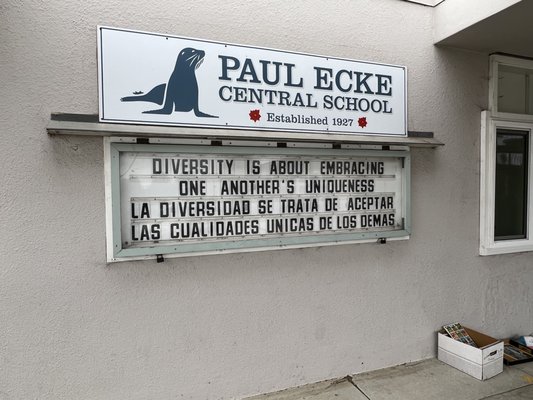 PAUL ECKE
CENTRAL SCHOOL
Established 1927
DIVERSITY IS ABOUT EMBRACING
ONE ANOTHER'S UNIQUENESS
LA DIVERSIDAD SE TRATA DE ACEPTAR
LAS CUALIDADES UNICAS DE LOS DEMAS